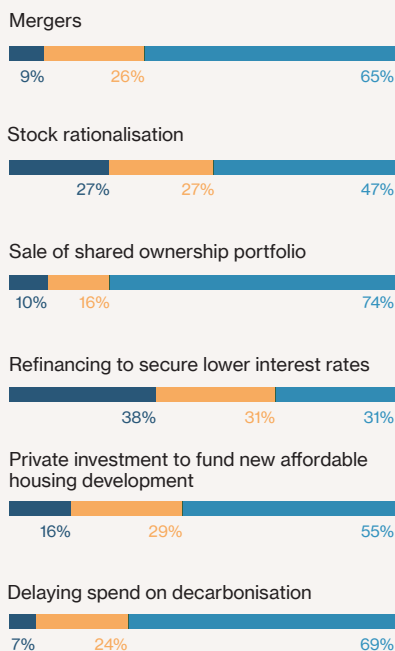 Mergers
9% 26% 65%
Stock rationalisation
27% 27% 47%
Sale of shared ownership portfolio
10% 16% 74%
Refinancing to secure lower interest rates
38% 31% 31%
Private investment to fund new affordable
housing development
16% 29% 55%
Delaying spend on decarbonisation
7% 24% 69%